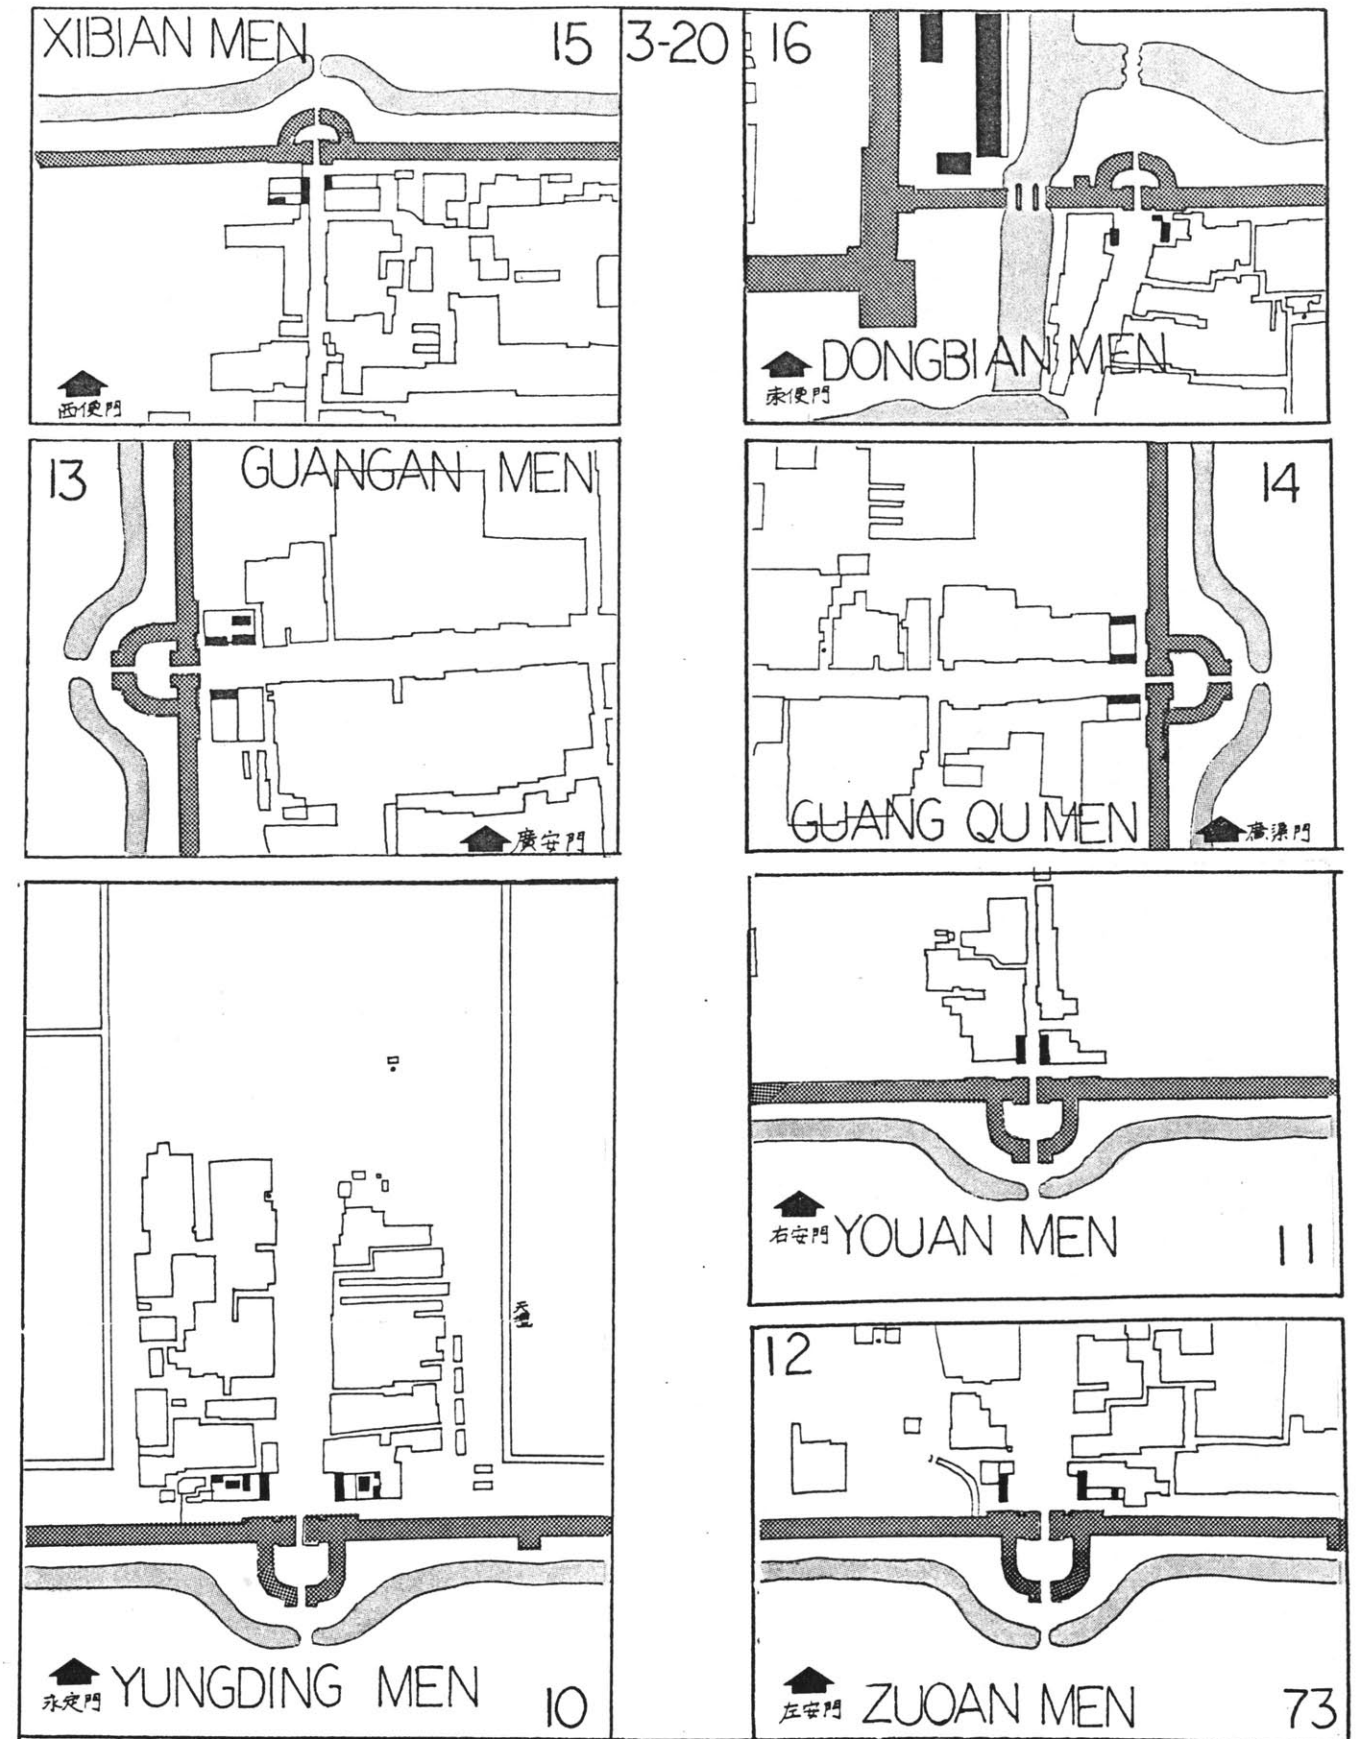 XIBIAN MEN 15
3-20
16
西便門
DONGBIAN MEN
東便門
13 GUANGAN MEN
廣安門
14
GUANG QU MEN
廣渠門
右安門 YOUAN MEN 11
天壇
永定門 YUNGDING MEN 10
12
左安門 ZUOAN MEN 73